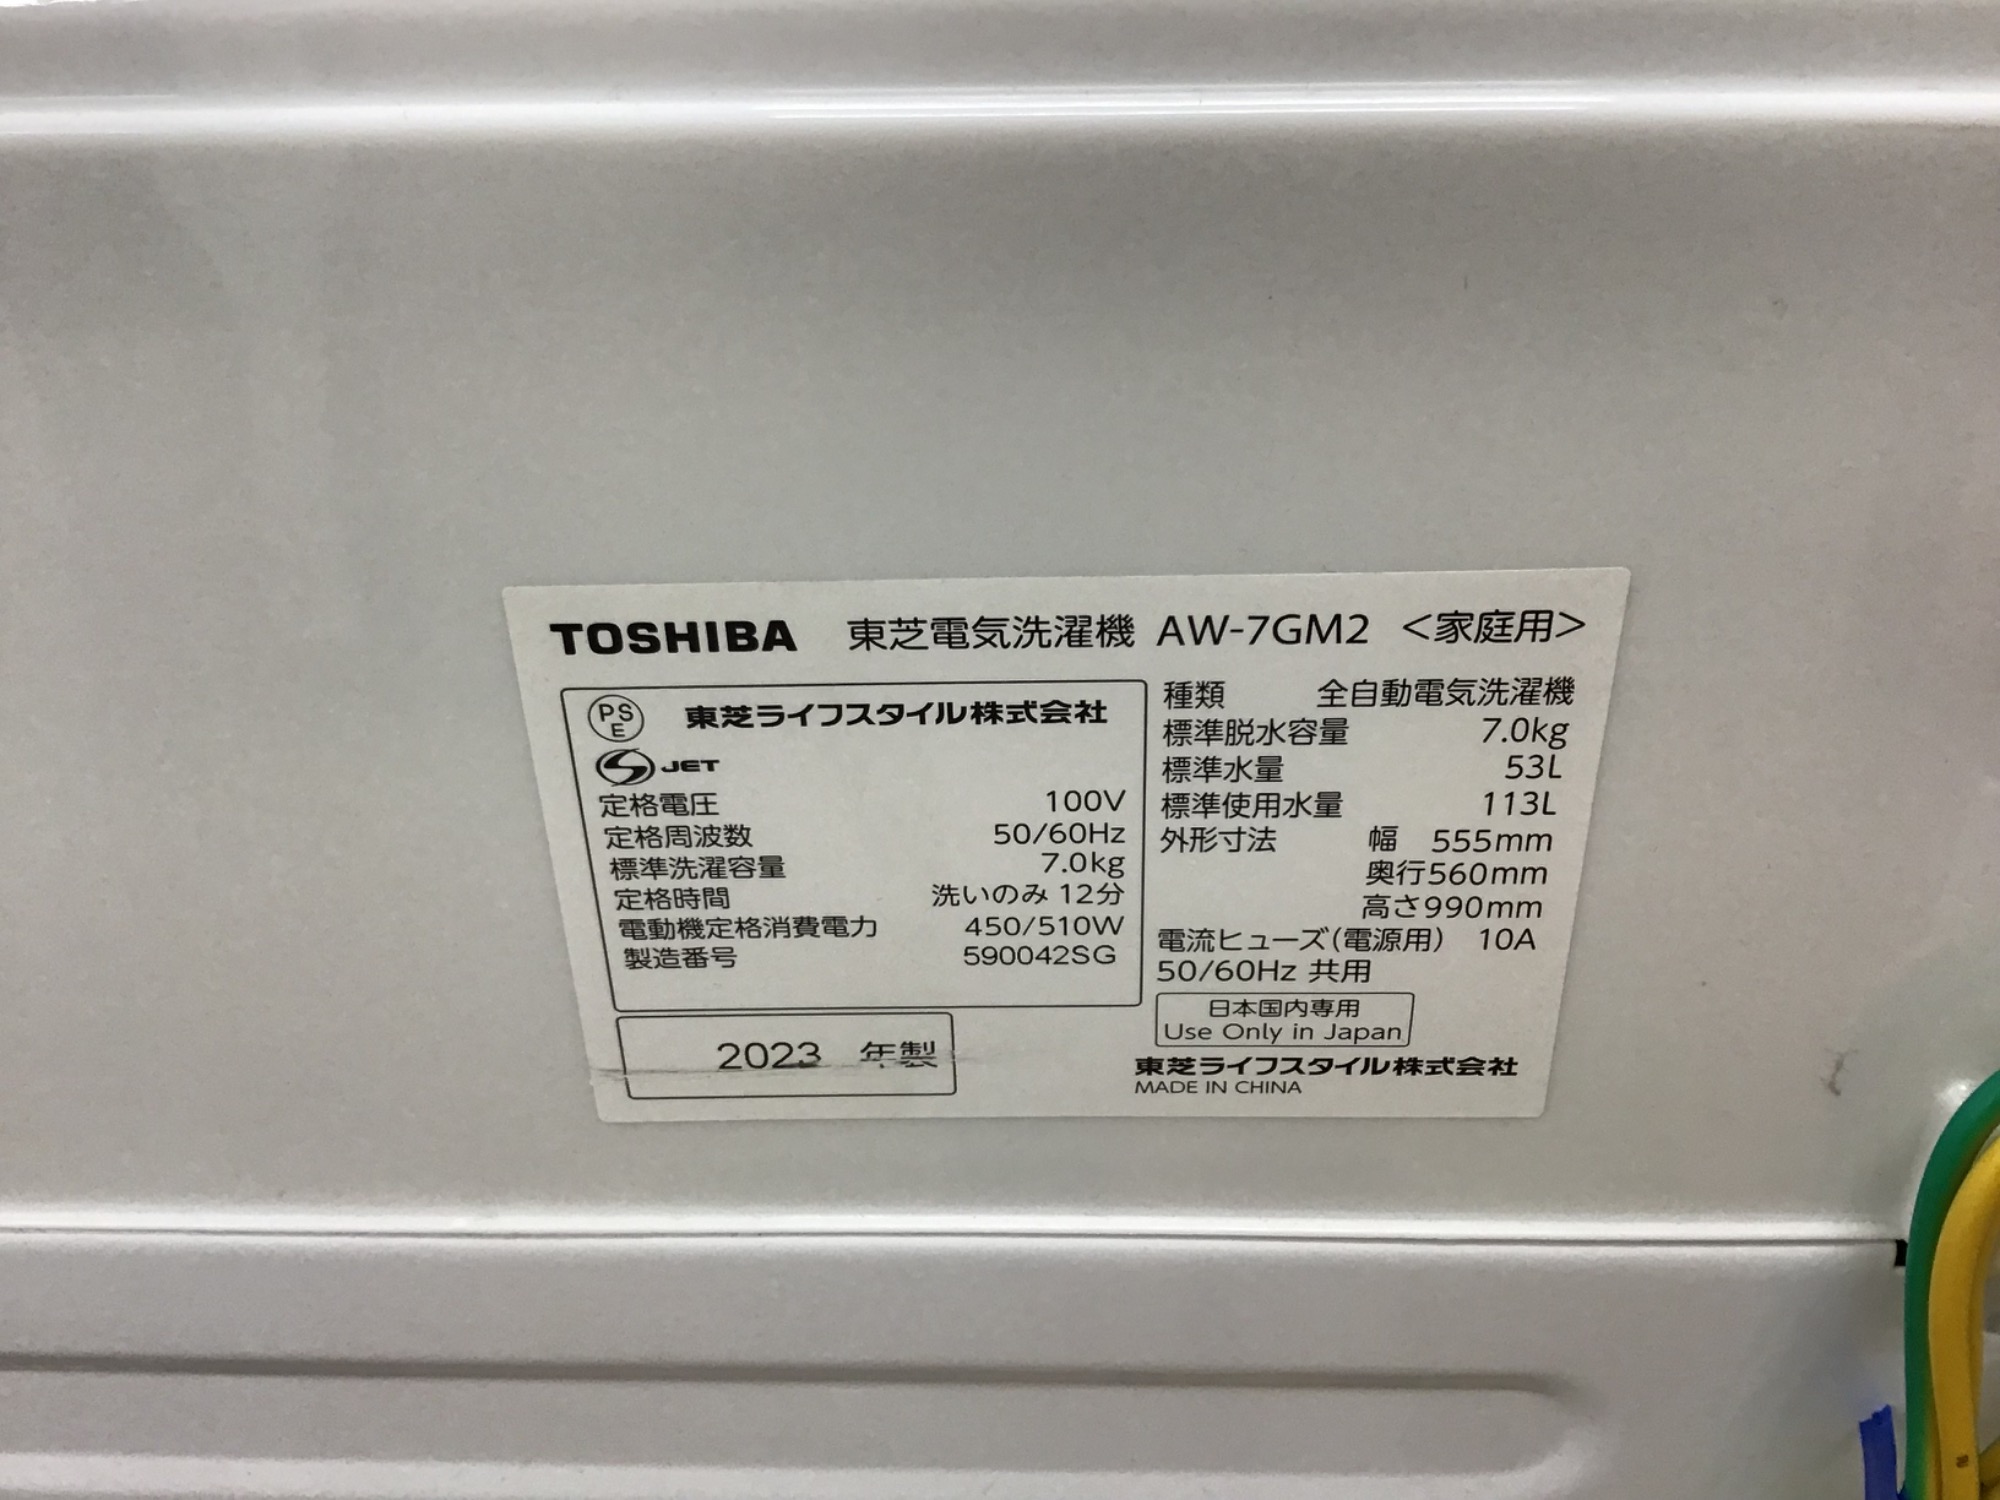 TOSHIBA 東芝電気洗濯機 AW-7GM2 <家庭用>
PSE 東芝ライフスタイル株式会社
JET
定格電圧 100V
定格周波数 50/60Hz
標準洗濯容量 7.0kg
定格時間 洗いのみ 12分
電動機定格消費電力 450/510W
製造番号 590042SG
2023 年製
種類 全自動電気洗濯機
標準脱水容量 7.0kg
標準水量 53L
標準使用水量 113L
外形寸法 幅 555mm
奥行560mm
高さ990mm
電流ヒューズ(電源用) 10A
50/60Hz 共用
日本国内専用
Use Only in Japan
東芝ライフスタイル株式会社
MADE IN CHINA